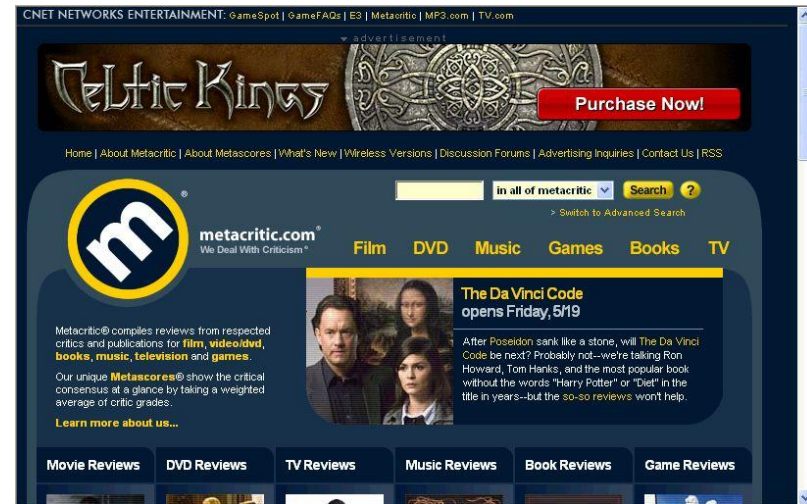 CNET NETWORKS ENTERTAINMENT: GameSpot | GameFAQs | E3 | Metacritic | MP3.com | TV.com
advertisement
Celtic Kings
Purchase Now!
Home | About Metacritic | About Metascores | What's New | Wireless Versions | Discussion Forums | Advertising Inquiries | Contact Us | RSS
in all of metacritic
Search ?
> Switch to Advanced Search
m®
metacritic.com®
We Deal With Criticism®
Film DVD Music Games Books TV
The Da Vinci Code
opens Friday, 5/19
After Poseidon sank like a stone, will The Da Vinci
Code be next? Probably not--we're talking Ron
Howard, Tom Hanks, and the most popular book
without the words "Harry Potter" or "Diet" in the
title in years--but the so-so reviews won't help.
Metacritic® compiles reviews from respected
critics and publications for film, video/dvd,
books, music, television and games.
Our unique Metascores® show the critical
consensus at a glance by taking a weighted
average of critic grades.
Learn more about
us...
Movie Reviews DVD Reviews TV Reviews Music Reviews Book Reviews Game Reviews